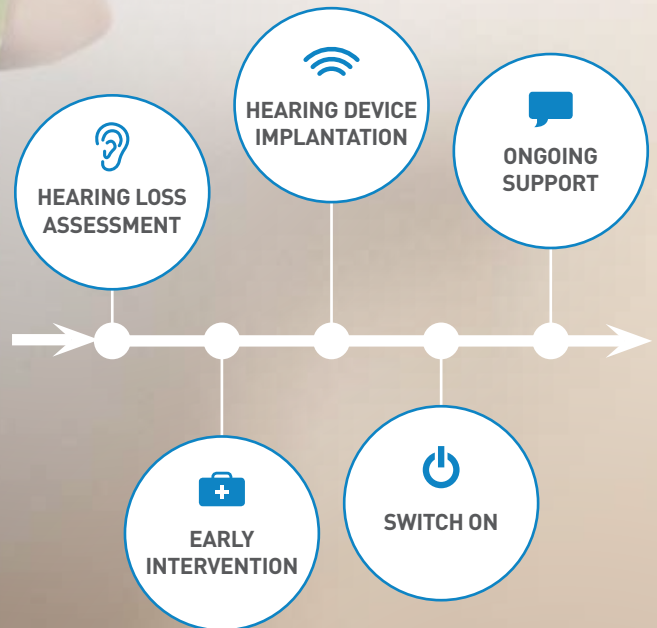 HEARING LOSS
ASSESSMENT
EARLY
INTERVENTION
HEARING DEVICE
IMPLANTATION
SWITCH ON
ONGOING
SUPPORT